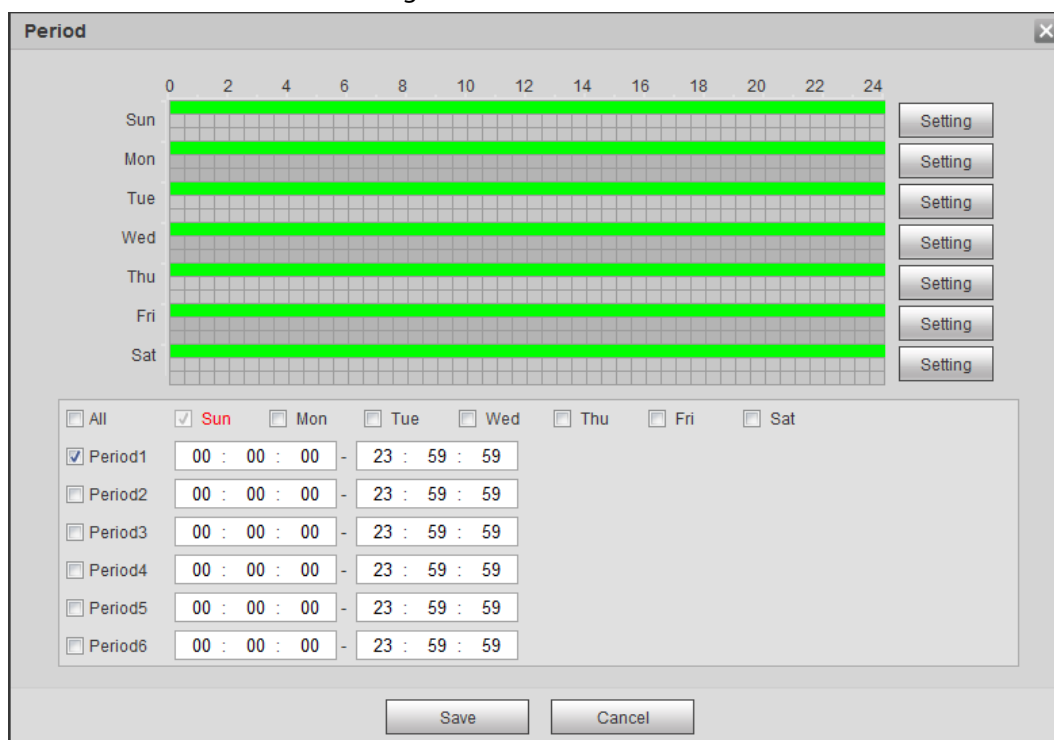 Period
0 2 4 6 8 10 12 14 16 18 20 22 24
Sun Setting
Mon Setting
Tue Setting
Wed Setting
Thu Setting
Fri Setting
Sat Setting
All Sun Mon Tue Wed Thu Fri Sat
Period1 00 : 00 : 00 - 23 : 59 : 59
Period2 00 : 00 : 00 - 23 : 59 : 59
Period3 00 : 00 : 00 - 23 : 59 : 59
Period4 00 : 00 : 00 - 23 : 59 : 59
Period5 00 : 00 : 00 - 23 : 59 : 59
Period6 00 : 00 : 00 - 23 : 59 : 59
Save Cancel